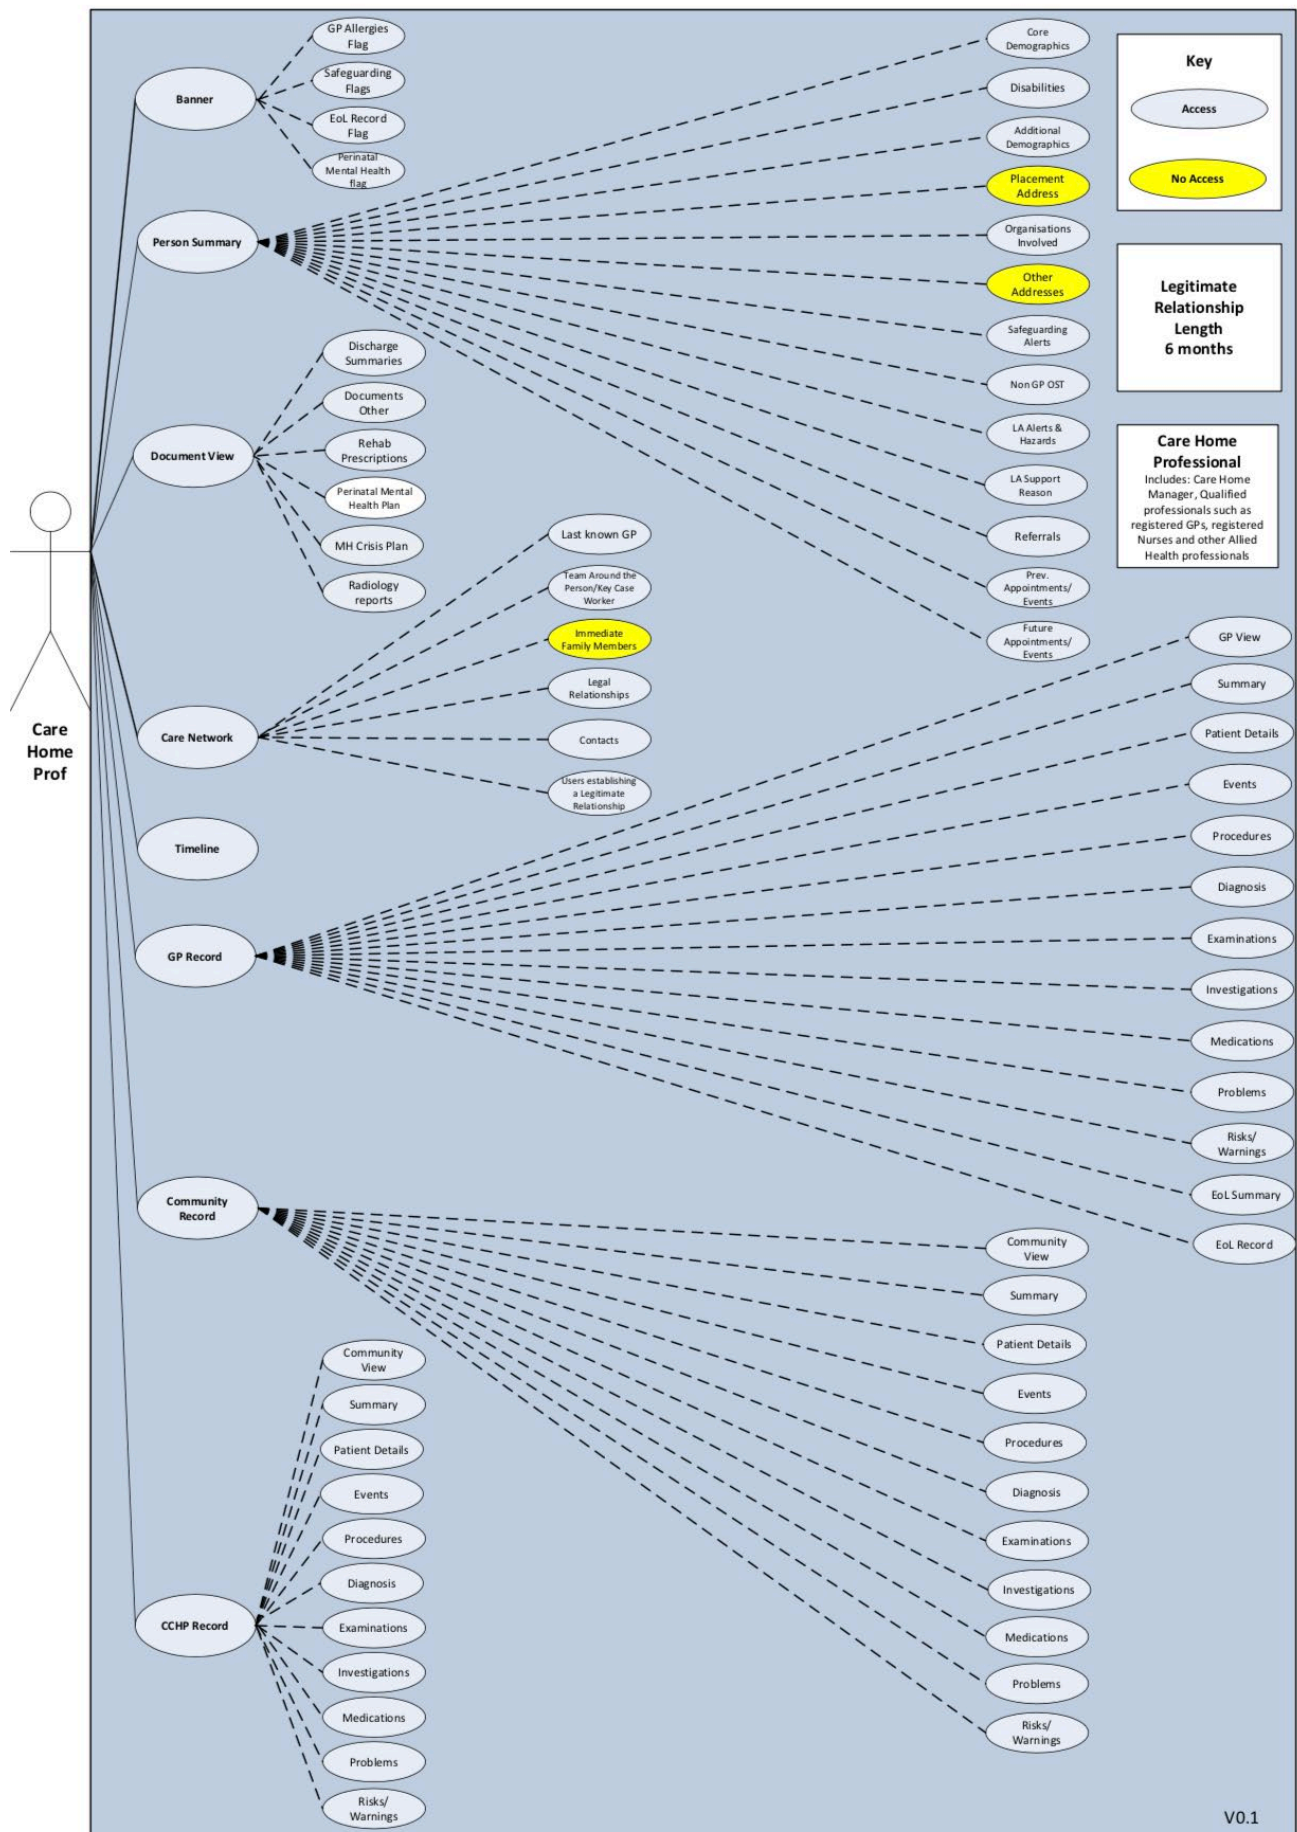 GP Allergies
Flag
Safeguarding
Flags
EoL Record
Flag
Perinatal
Mental Health
flag
Banner
Person Summary
Core
Demographics
Disabilities
Additional
Demographics
Placement
Address
Organisations
Involved
Other
Addresses
Safeguarding
Alerts
Non GP OST
LA Alerts &
Hazards
LA Support
Reason
Referrals
Prev.
Appointments/
Events
Future
Appointments/
Events
Key
Access
No Access
Legitimate
Relationship
Length
6 months
Care Home
Professional
Includes: Care Home
Manager, Qualified
professionals such as
registered GPs, registered
Nurses and other Allied
Health professionals
Document View
Discharge
Summaries
Documents
Other
Rehab
Prescriptions
Perinatal Mental
Health Plan
MH Crisis Plan
Radiology
reports
Care
Home
Prof
Care Network
Last known GP
Team Around the
Person/Key Case
Worker
Immediate
Family Members
Legal
Relationships
Contacts
Users establishing
a Legitimate
Relationship
Timeline
GP Record
GP View
Summary
Patient Details
Events
Procedures
Diagnosis
Examinations
Investigations
Medications
Problems
Risks/
Warnings
EoL Summary
EoL Record
Community
Record
Community
View
Summary
Patient Details
Events
Procedures
Diagnosis
Examinations
Investigations
Medications
Problems
Risks/
Warnings
CCHP Record
Community
View
Summary
Patient Details
Events
Procedures
Diagnosis
Examinations
Investigations
Medications
Problems
Risks/
Warnings
V0.1